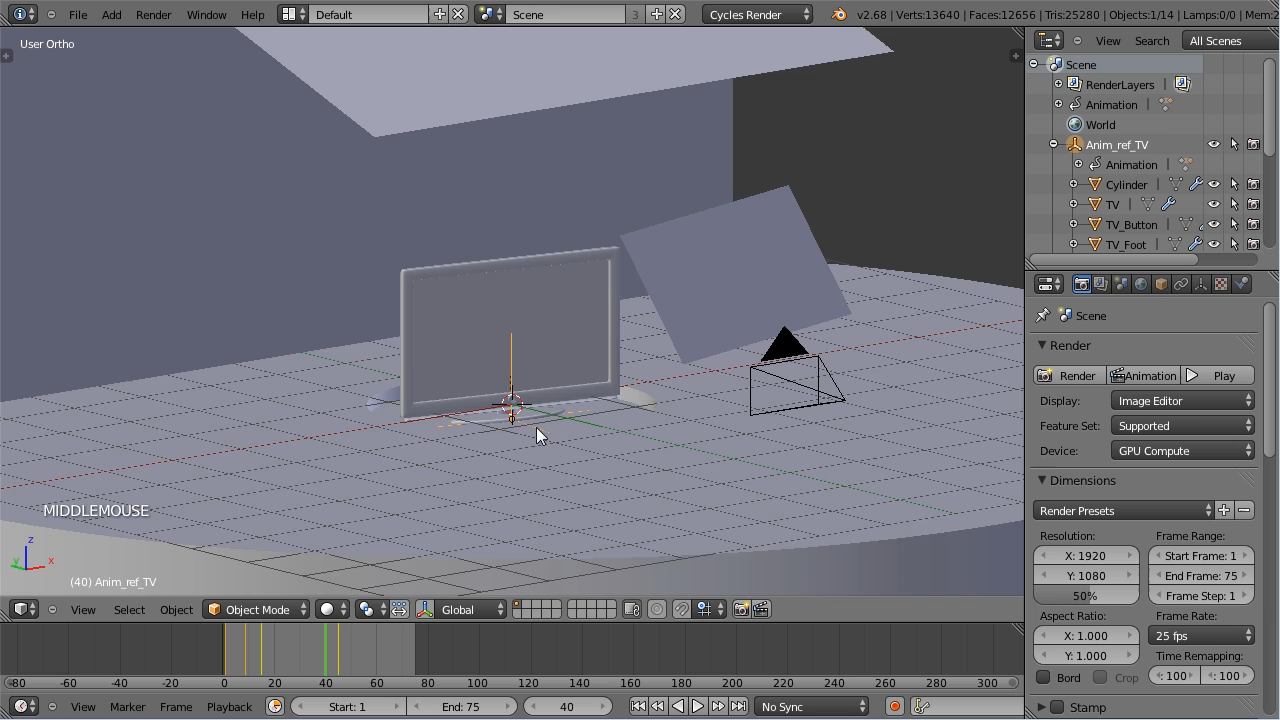 File Add Render Window Help Default Scene 3 Cycles Render v2.68 | Verts:13640 | Faces:12656 | Tris:25280 | Objects:1/14 | Lamps:0/0 | Mem:2
User Ortho
View Search All Scenes
Scene
RenderLayers
Animation
World
Anim_ref_TV
Animation
Cylinder
TV
TV_Button
TV_Foot
Scene
Render
Render Animation Play
Display: Image Editor
Feature Set: Supported
Device: GPU Compute
Dimensions
Render Presets
Resolution: Frame Range:
X: 1920 Start Frame: 1
Y: 1080 End Frame: 75
50% Frame Step: 1
Aspect Ratio: Frame Rate:
X: 1.000 25 fps
Y: 1.000 Time Remapping:
Bord Crop : 100 : 100
Stamp
MIDDLEMOUSE
z
y x
(40) Anim_ref_TV
View Select Object Object Mode Global
-80 -60 -40 -20 0 20 40 60 80 100 120 140 160 180 200 220 240 260 280 300
View Marker Frame Playback Start: 1 End: 75 40 No Sync